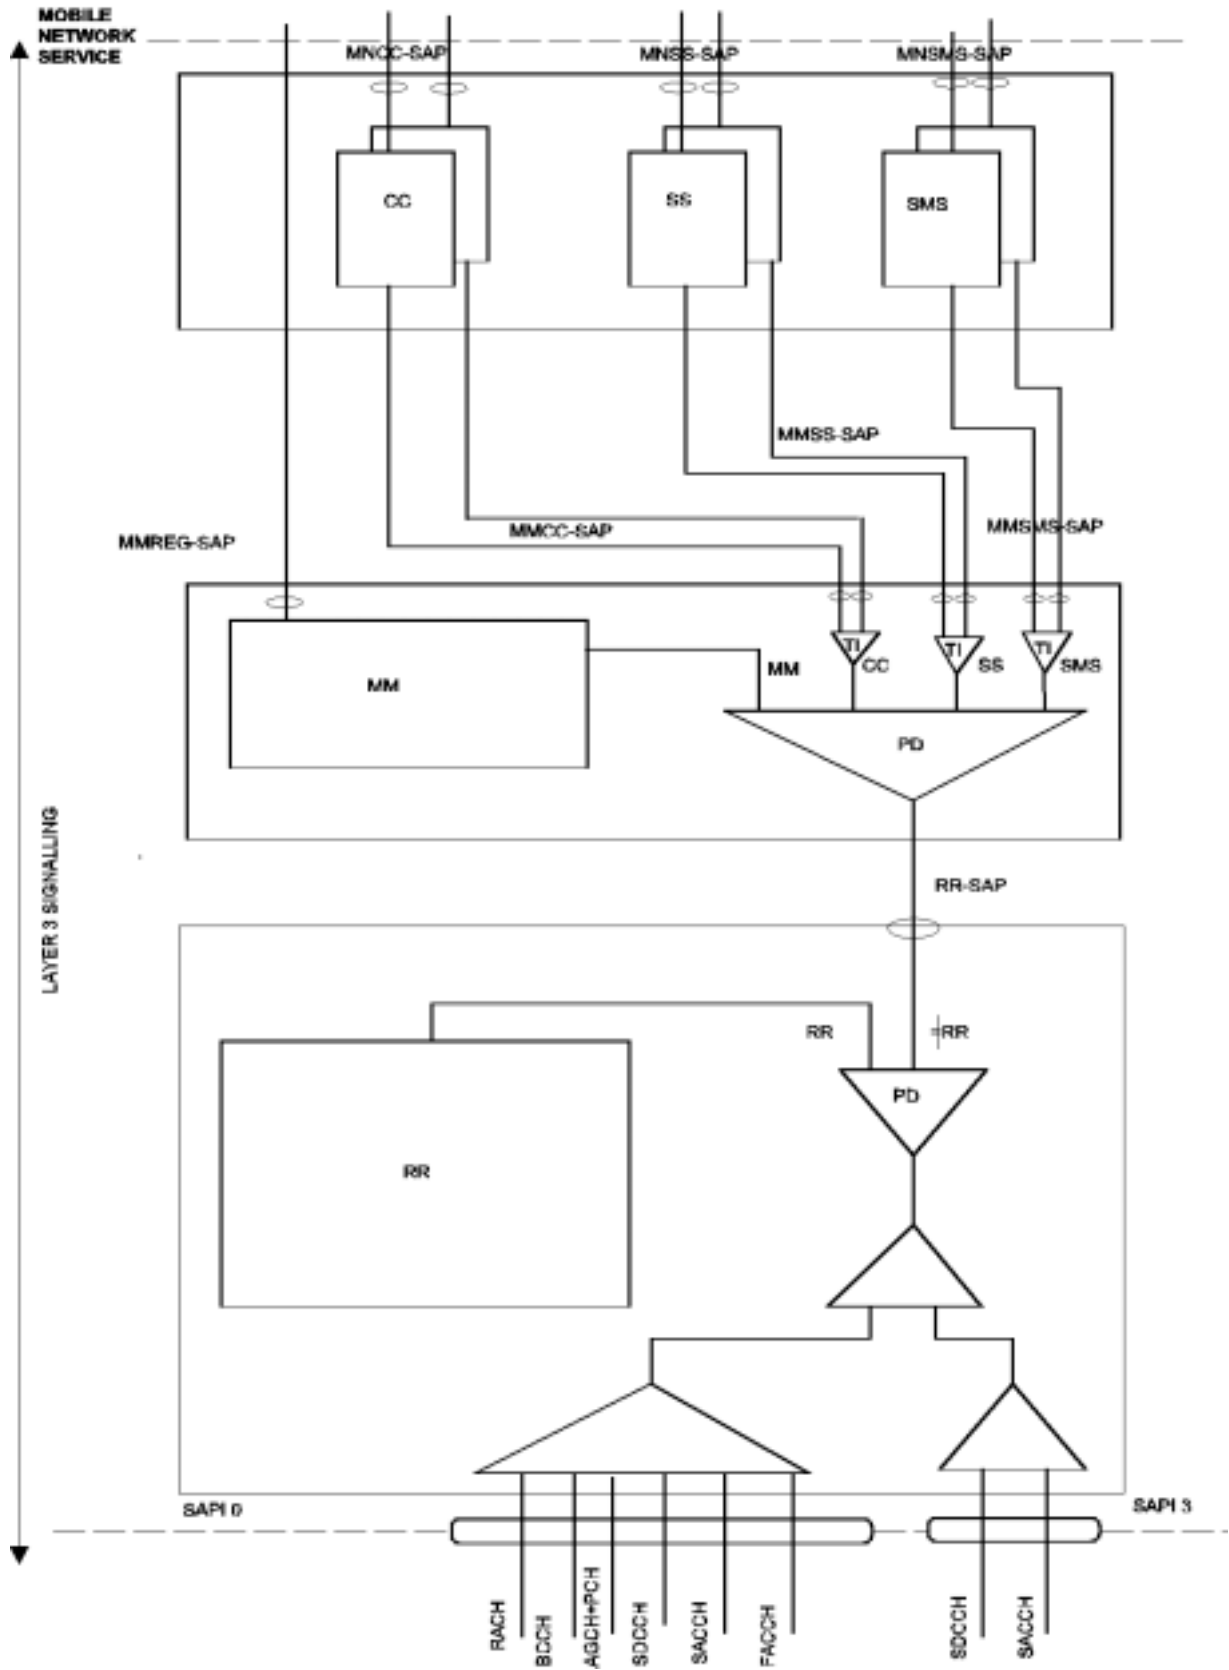 MOBILE
NETWORK
SERVICE
MNCC-SAP
MNSS-SAP
MNSMS-SAP
CC
SS
SMS
MMSS-SAP
MMCC-SAP
MMSMS-SAP
MMREG-SAP
TI
TI
TI
MM
CC
SS
SMS
MM
PD
LAYER 3 SIGNALLING
RR-SAP
RR
≠RR
PD
RR
SAPI 0
SAPI 3
RACH
BCCH
AGCH+PCH
SDCCH
SACCH
FACCH
SDCCH
SACCH